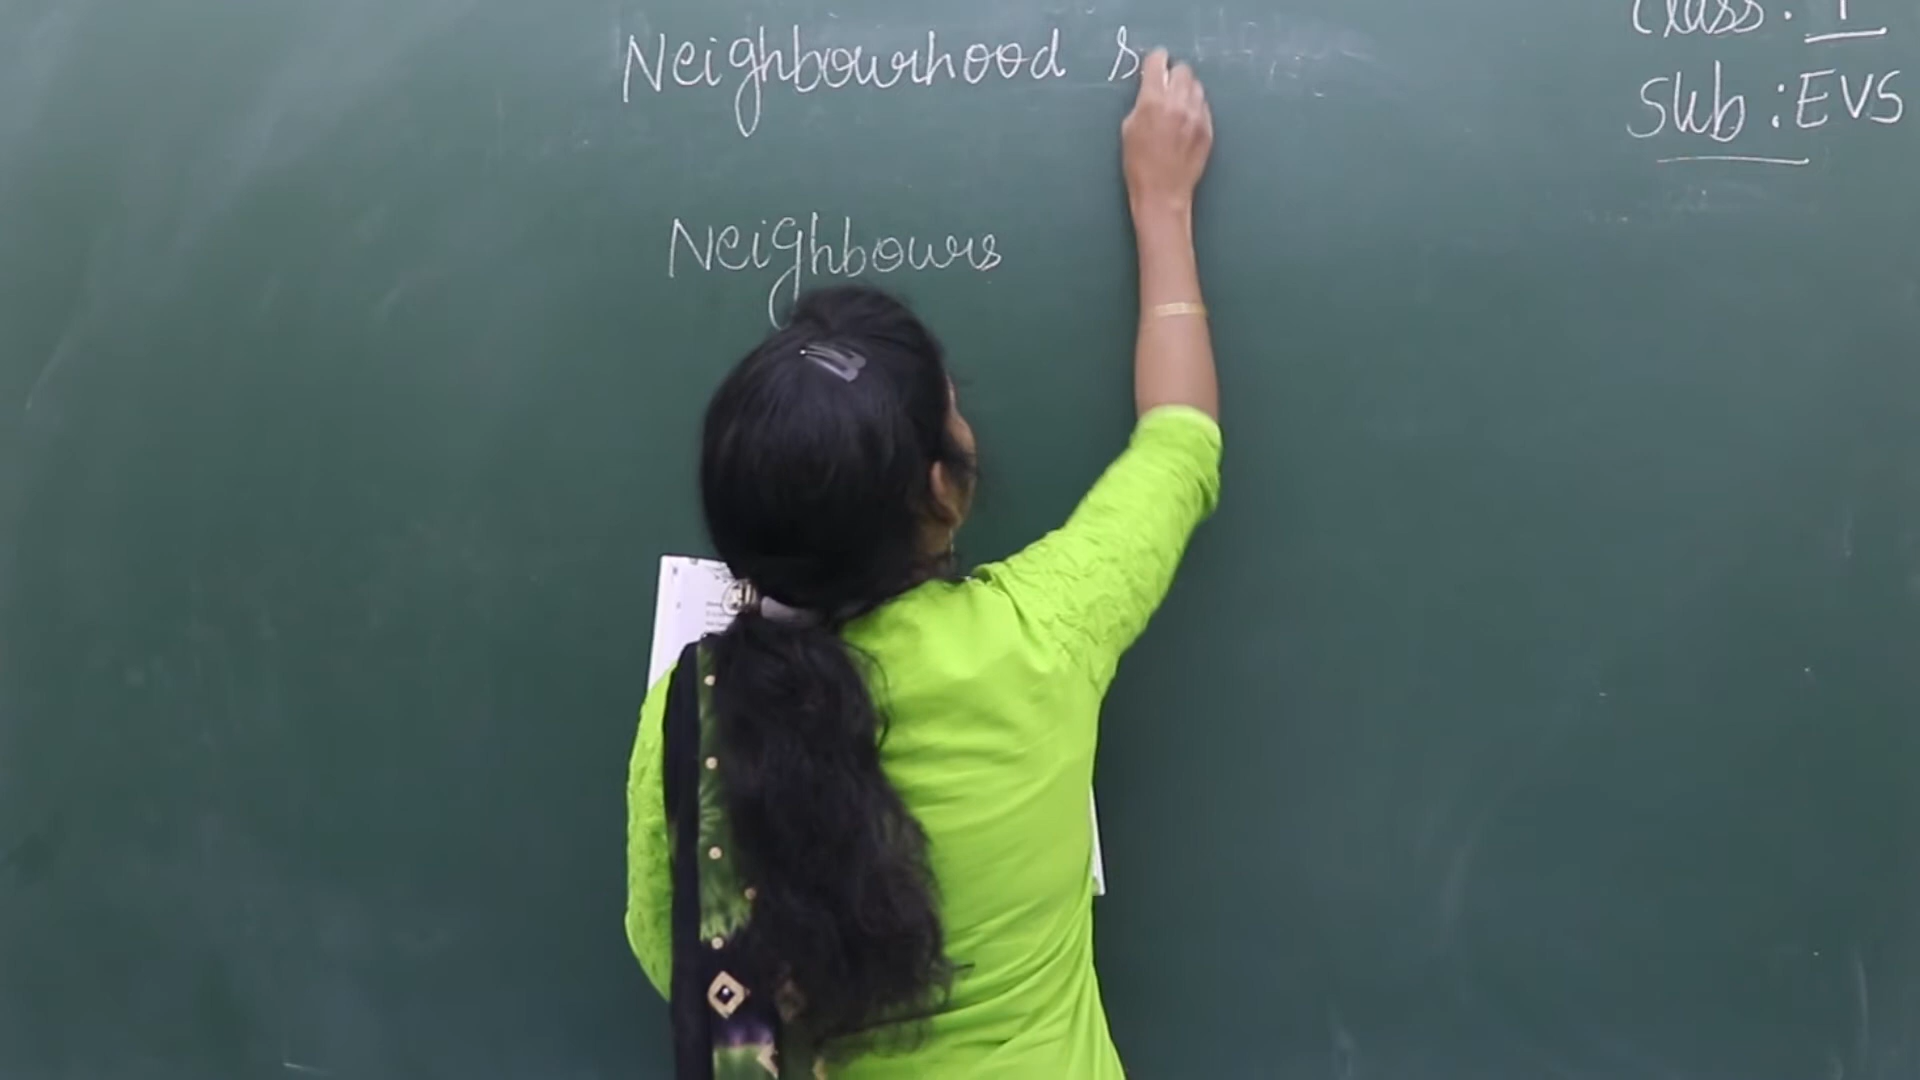 Neighbourhood s
Neighbours
Class : I
Sub : EVS